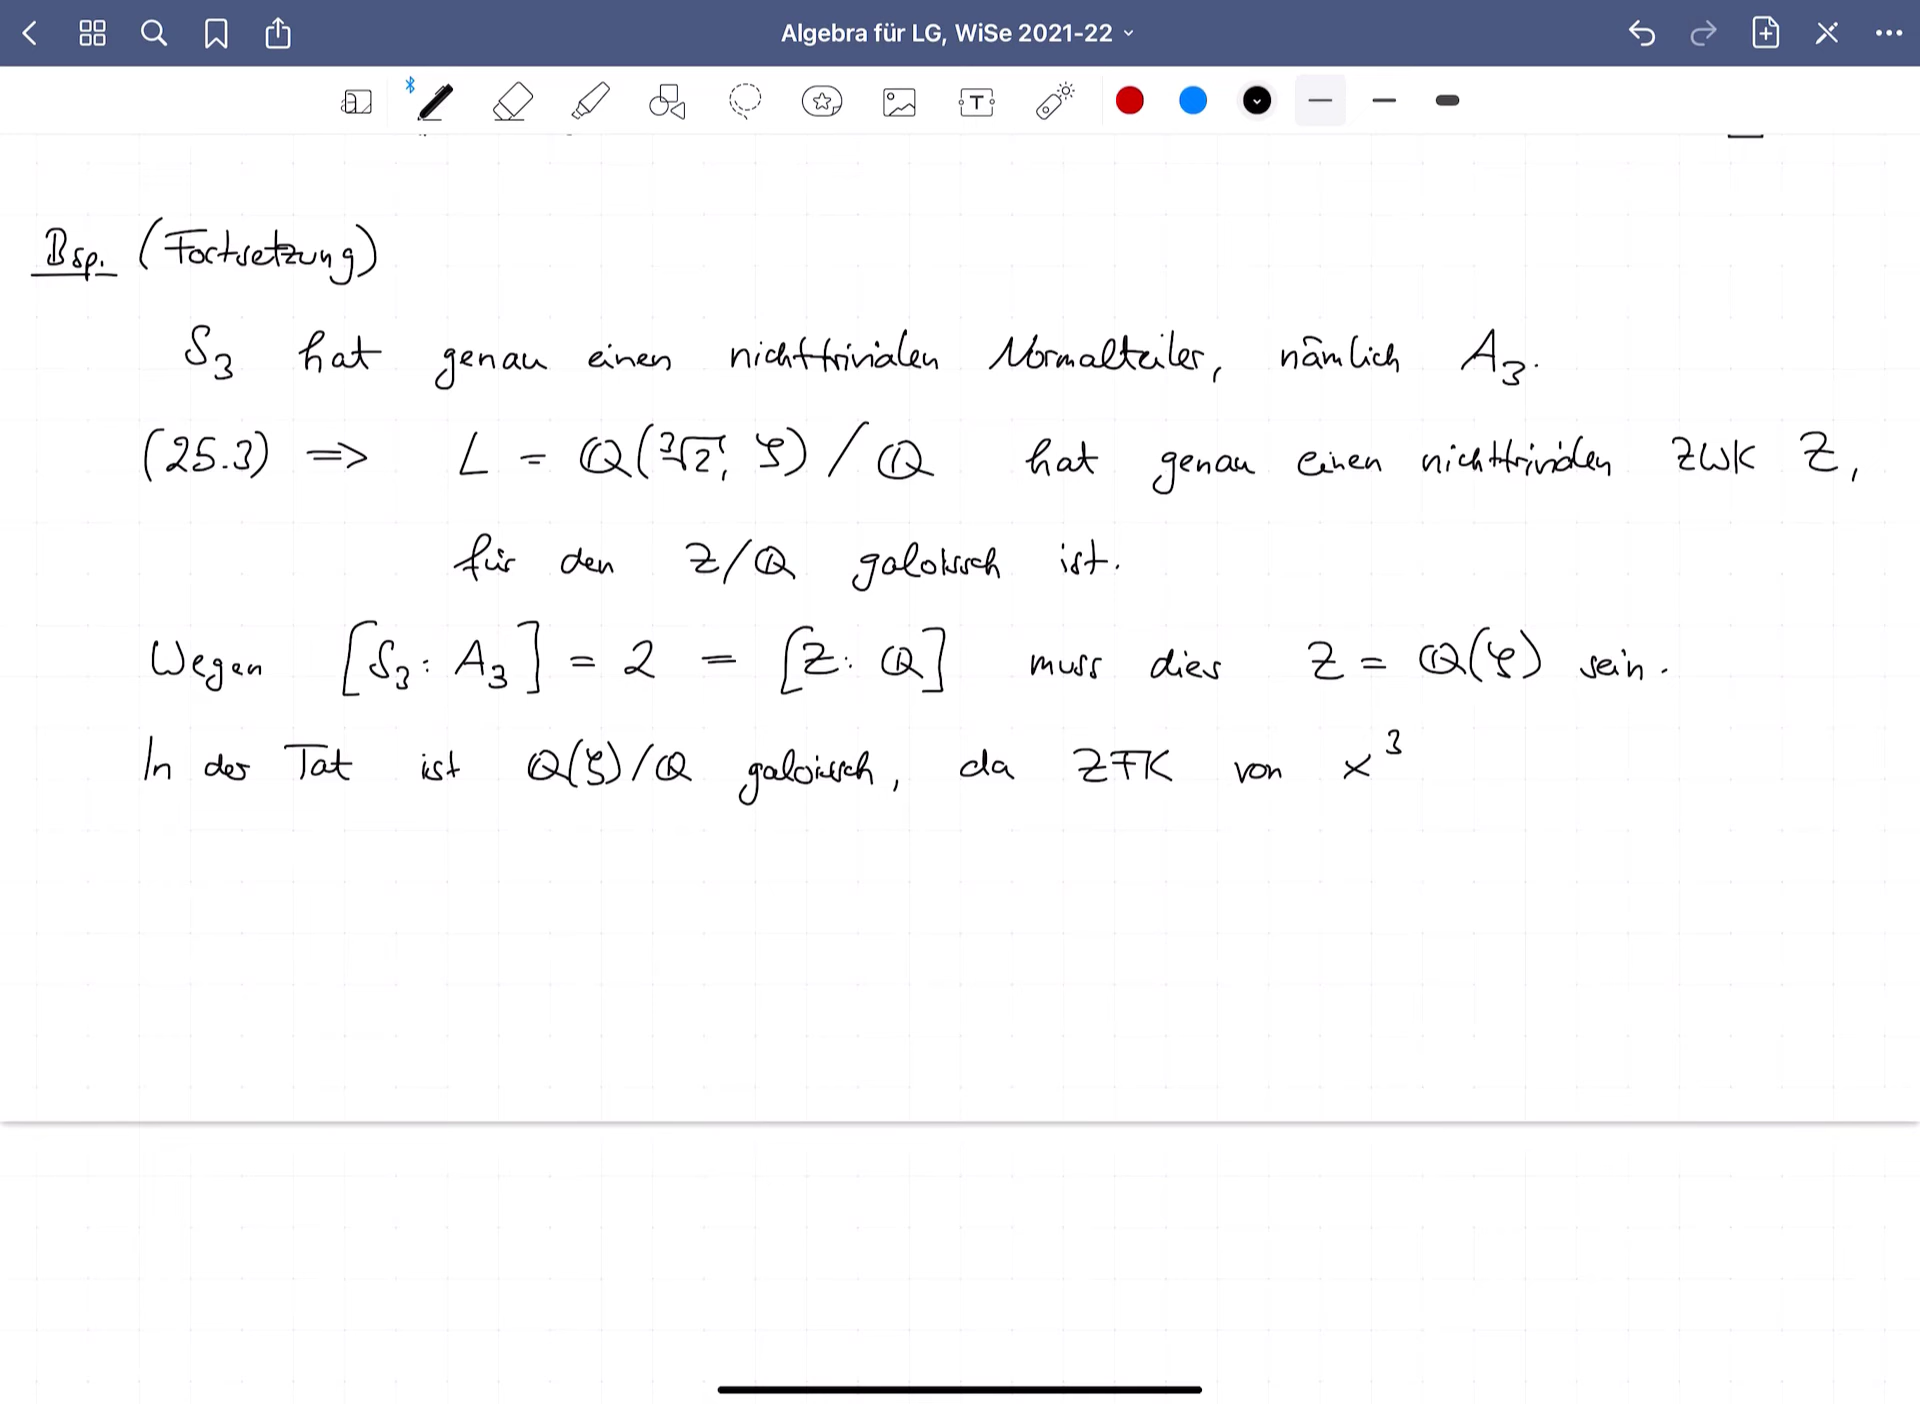 Algebra für LG, WiSe 2021-22
Bsp. (Fortsetzung)
S₃ hat genau einen nichttrivialen Normalteiler, nämlich A₃.
(25.3) ⇒ L = ℚ(∛2, ζ) / ℚ hat genau einen nichttrivialen ZWK Z,
für den Z/ℚ galoissch ist.
Wegen [S₃ : A₃] = 2 = [Z : ℚ] muss dies Z = ℚ(ζ) sein.
In der Tat ist ℚ(ζ)/ℚ galoissch, da ZFK von x³